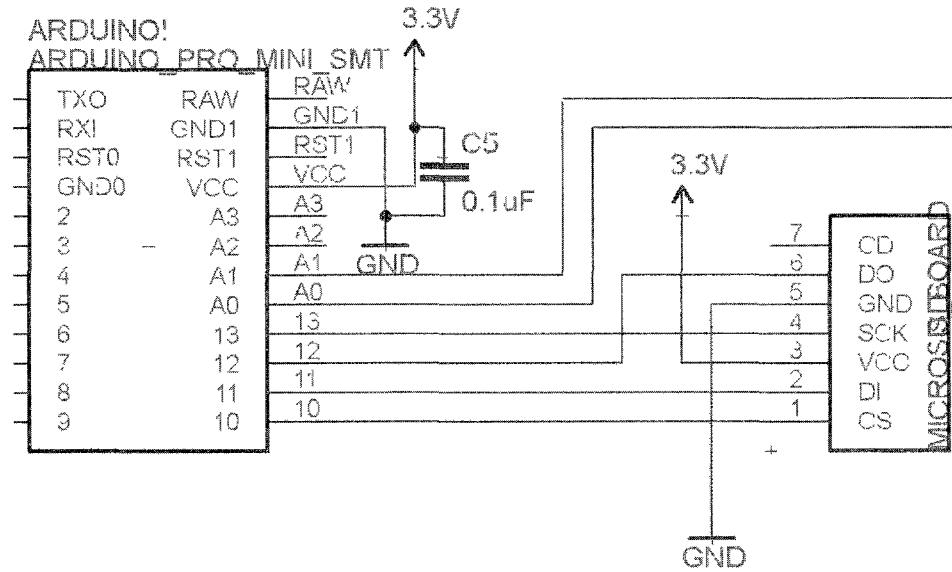 3.3V
ARDUINO!
ARDUINO_PRO_MINI_SMT
TXO RAW RAW
RXI GND1 GND1
RST0 RST1 RST1
GND0 VCC VCC
2 A3 A3
3 A2 A2
4 A1 A1
5 A0 A0
6 13 13
7 12 12
8 11 11
9 10 10
C5
0.1uF
GND
3.3V
7 CD
6 DO
5 GND
4 SCK
3 VCC
2 DI
1 CS
GND